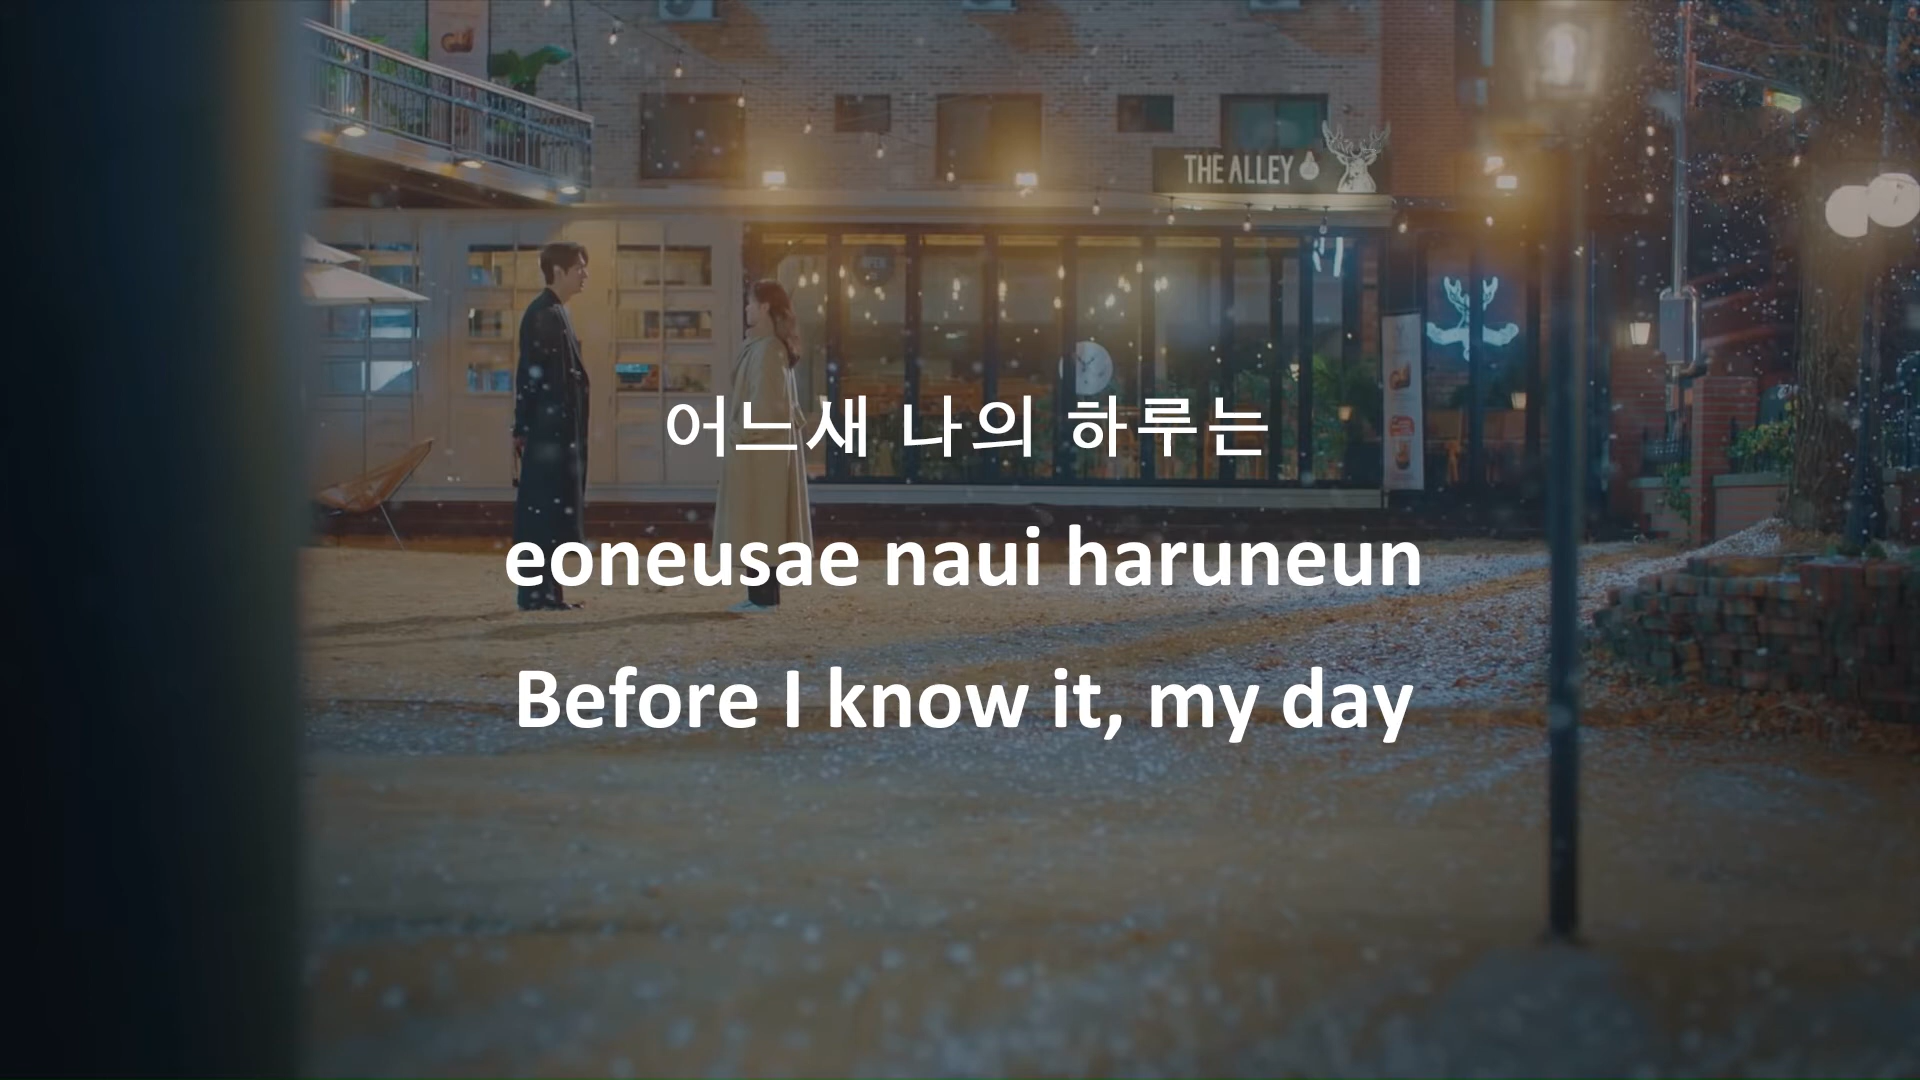 THE ALLEY
어느새 나의 하루는
eoneusae naui haruneun
Before I know it, my day